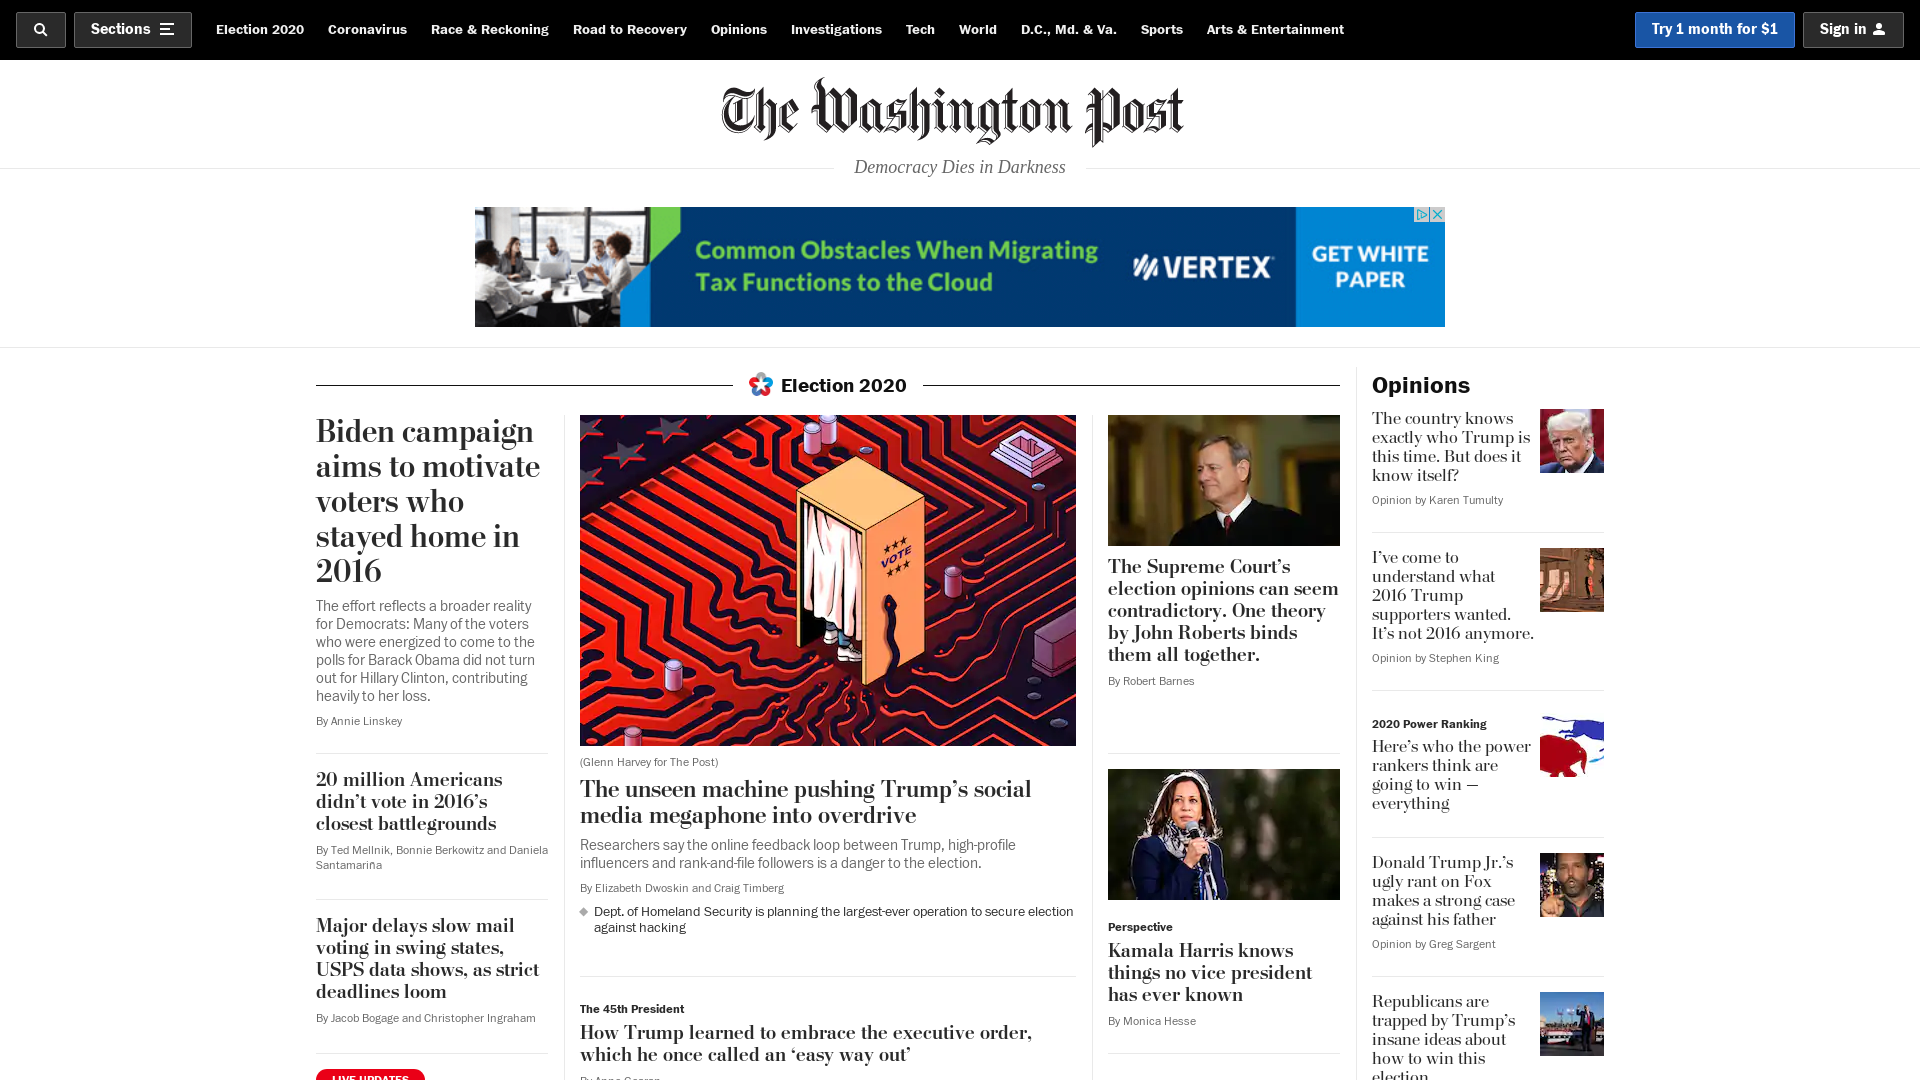 Sections
Election 2020
Coronavirus
Race & Reckoning
Road to Recovery
Opinions
Investigations
Tech
World
D.C., Md. & Va.
Sports
Arts & Entertainment
Try 1 month for $1
Sign in
The Washington Post
Democracy Dies in Darkness
Common Obstacles When Migrating
Tax Functions to the Cloud
VERTEX
GET WHITE
PAPER
Election 2020
Biden campaign
aims to motivate
voters who
stayed home in
2016
The effort reflects a broader reality
for Democrats: Many of the voters
who were energized to come to the
polls for Barack Obama did not turn
out for Hillary Clinton, contributing
heavily to her loss.
By Annie Linskey
20 million Americans
didn’t vote in 2016’s
closest battlegrounds
By Ted Mellnik, Bonnie Berkowitz and Daniela
Santamariña
Major delays slow mail
voting in swing states,
USPS data shows, as strict
deadlines loom
By Jacob Bogage and Christopher Ingraham
LIVE UPDATES
VOTE
(Glenn Harvey for The Post)
The unseen machine pushing Trump’s social
media megaphone into overdrive
Researchers say the online feedback loop between Trump, high-profile
influencers and rank-and-file followers is a danger to the election.
By Elizabeth Dwoskin and Craig Timberg
Dept. of Homeland Security is planning the largest-ever operation to secure election
against hacking
The 45th President
How Trump learned to embrace the executive order,
which he once called an ‘easy way out’
The Supreme Court’s
election opinions can seem
contradictory. One theory
by John Roberts binds
them all together.
By Robert Barnes
Perspective
Kamala Harris knows
things no vice president
has ever known
By Monica Hesse
Opinions
The country knows
exactly who Trump is
this time. But does it
know itself?
Opinion by Karen Tumulty
I’ve come to
understand what
2016 Trump
supporters wanted.
It’s not 2016 anymore.
Opinion by Stephen King
2020 Power Ranking
Here’s who the power
rankers think are
going to win —
everything
Donald Trump Jr.’s
ugly rant on Fox
makes a strong case
against his father
Opinion by Greg Sargent
Republicans are
trapped by Trump’s
insane ideas about
how to win this
election